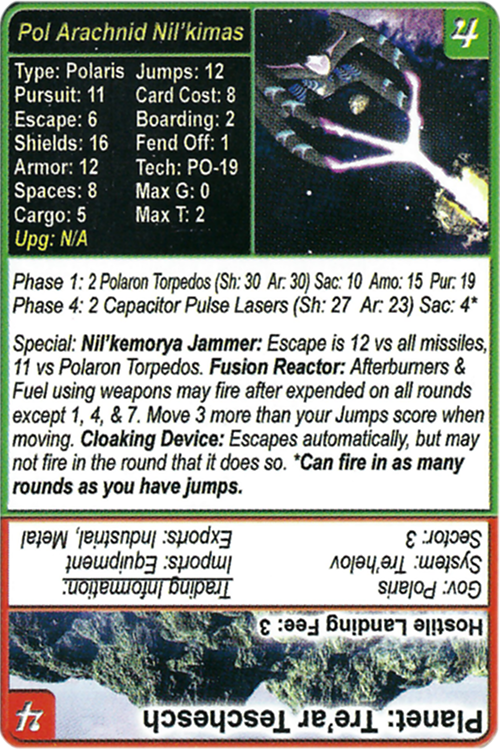 Pol Arachnid Nil'kimas
4
Type: Polaris Jumps: 12
Pursuit: 11 Card Cost: 8
Escape: 6 Boarding: 2
Shields: 16 Fend Off: 1
Armor: 12 Tech: PO-19
Spaces: 8 Max G: 0
Cargo: 5 Max T: 2
Upg: N/A
Phase 1: 2 Polaron Torpedos (Sh: 30 Ar: 30) Sac: 10 Amo: 15 Pur: 19
Phase 4: 2 Capacitor Pulse Lasers (Sh: 27 Ar: 23) Sac: 4*
Special: Nil'kemorya Jammer: Escape is 12 vs all missiles,
11 vs Polaron Torpedos. Fusion Reactor: Afterburners &
Fuel using weapons may fire after expended on all rounds
except 1, 4, & 7. Move 3 more than your Jumps score when
moving. Cloaking Device: Escapes automatically, but may
not fire in the round that it does so. *Can fire in as many
rounds as you have jumps.
Planet: Tre'ar Teschesch
4
Hostile Landing Fee: 3
Gov: Polaris Trading Information:
System: Tre'helov Imports: Equipment
Sector: 3 Exports: Industrial, Metal